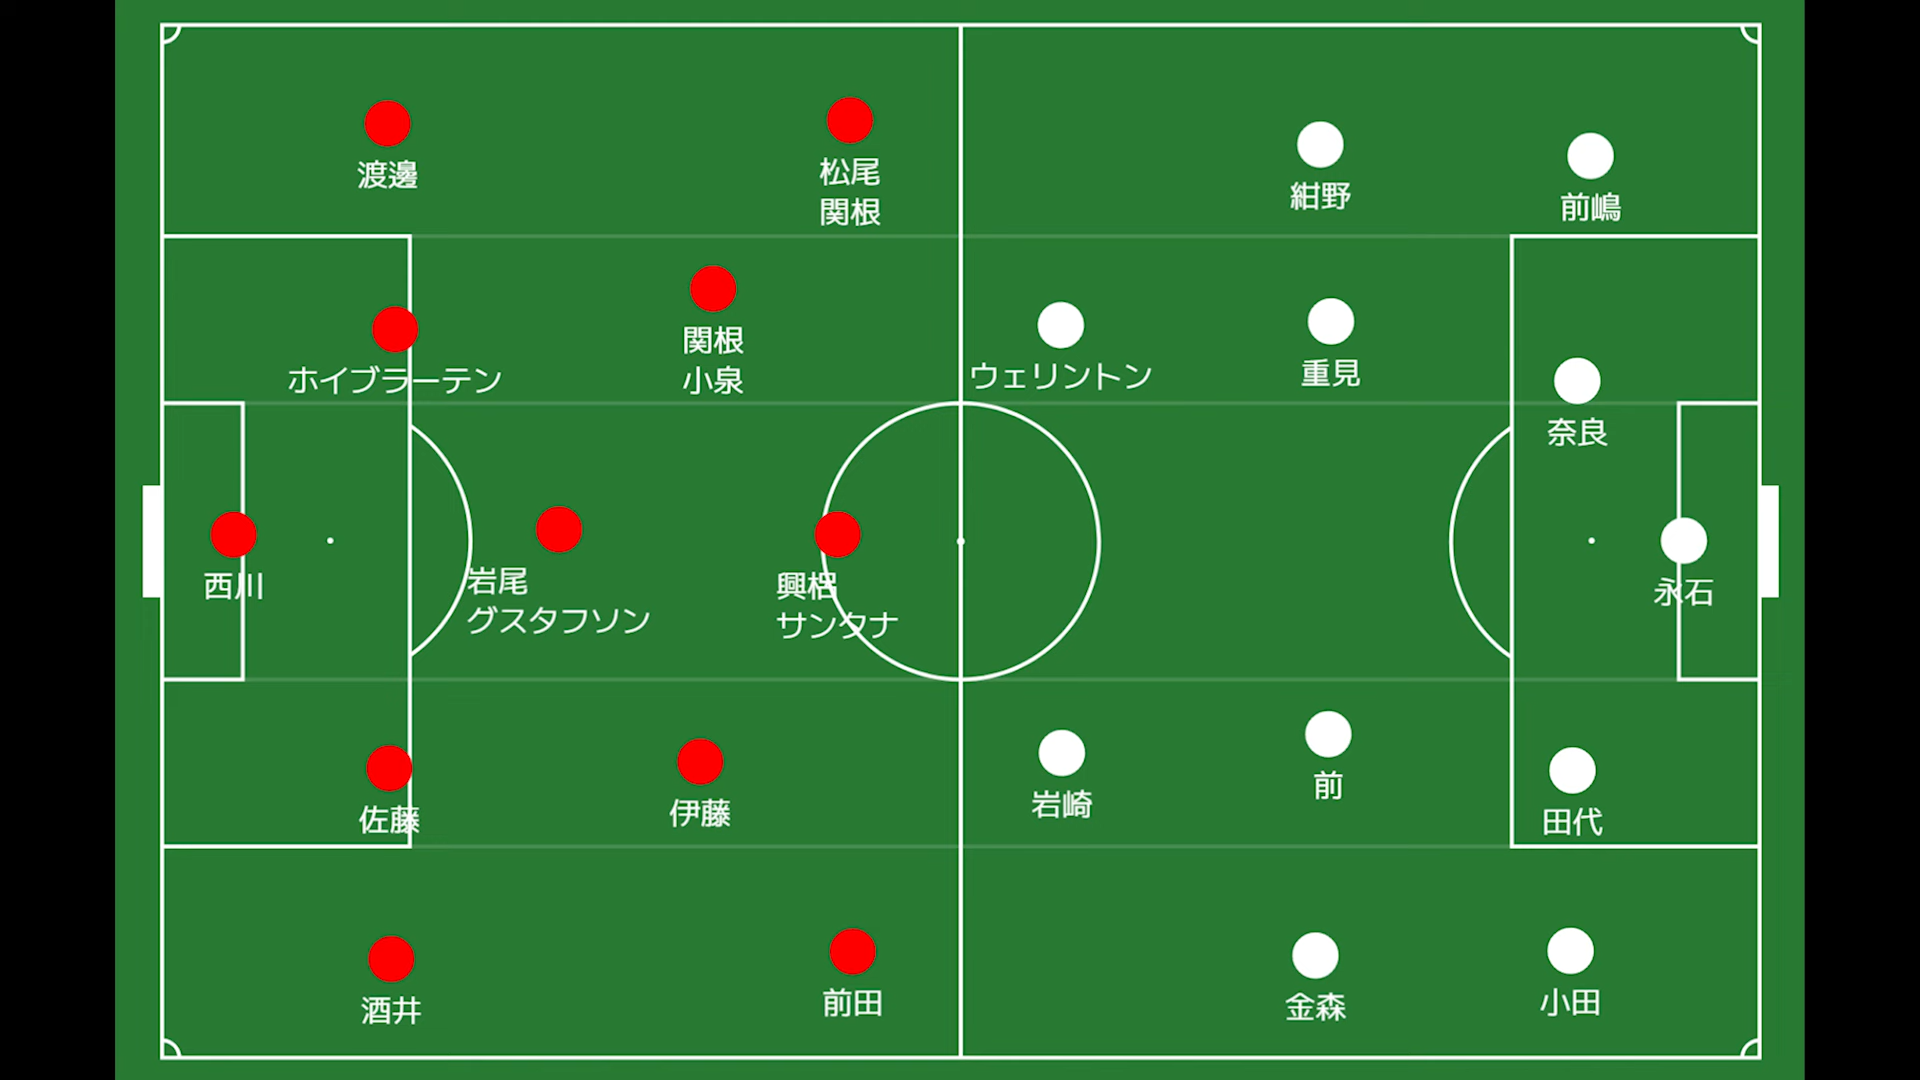 渡邊
松尾
関根
紺野
前嶋
ホイブラーテン
関根
小泉
ウェリントン
重見
奈良
西川
岩尾
グスタフソン
興梠
サンタナ
永石
佐藤
伊藤
岩崎
前
田代
酒井
前田
金森
小田